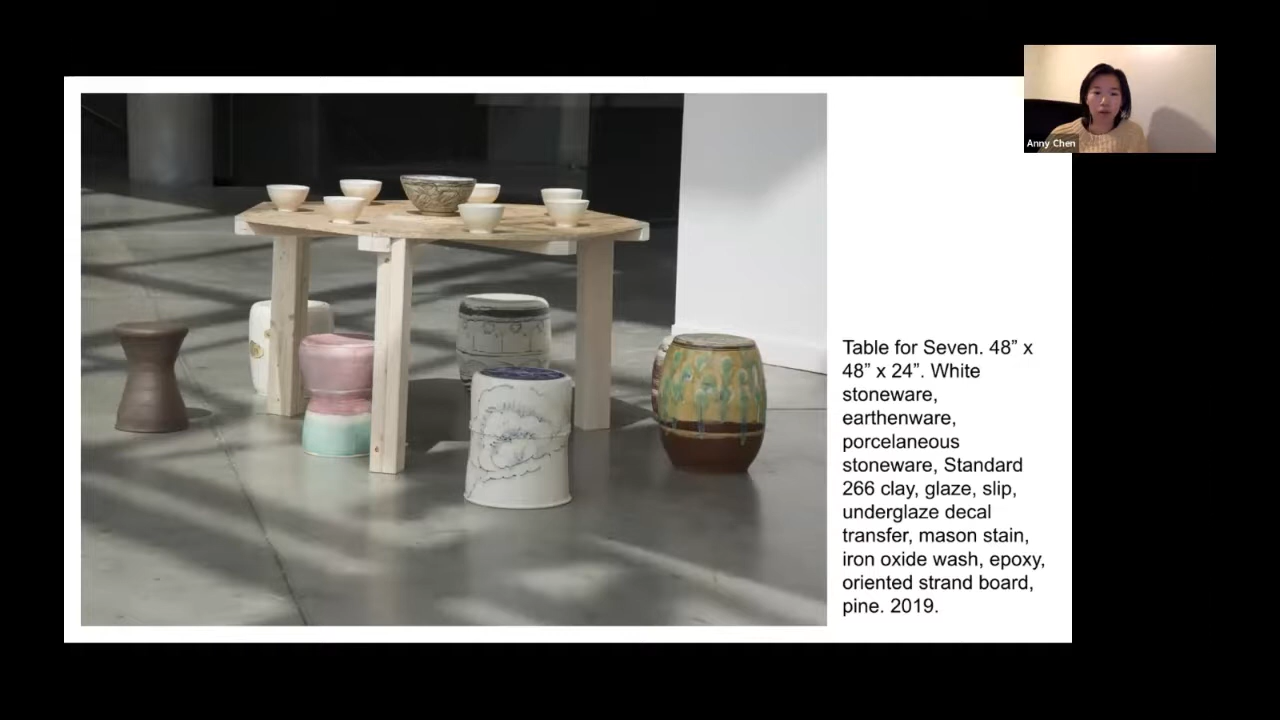 Anny Chen
Table for Seven. 48” x
48” x 24”. White
stoneware,
earthenware,
porcelaneous
stoneware, Standard
266 clay, glaze, slip,
underglaze decal
transfer, mason stain,
iron oxide wash, epoxy,
oriented strand board,
pine. 2019.